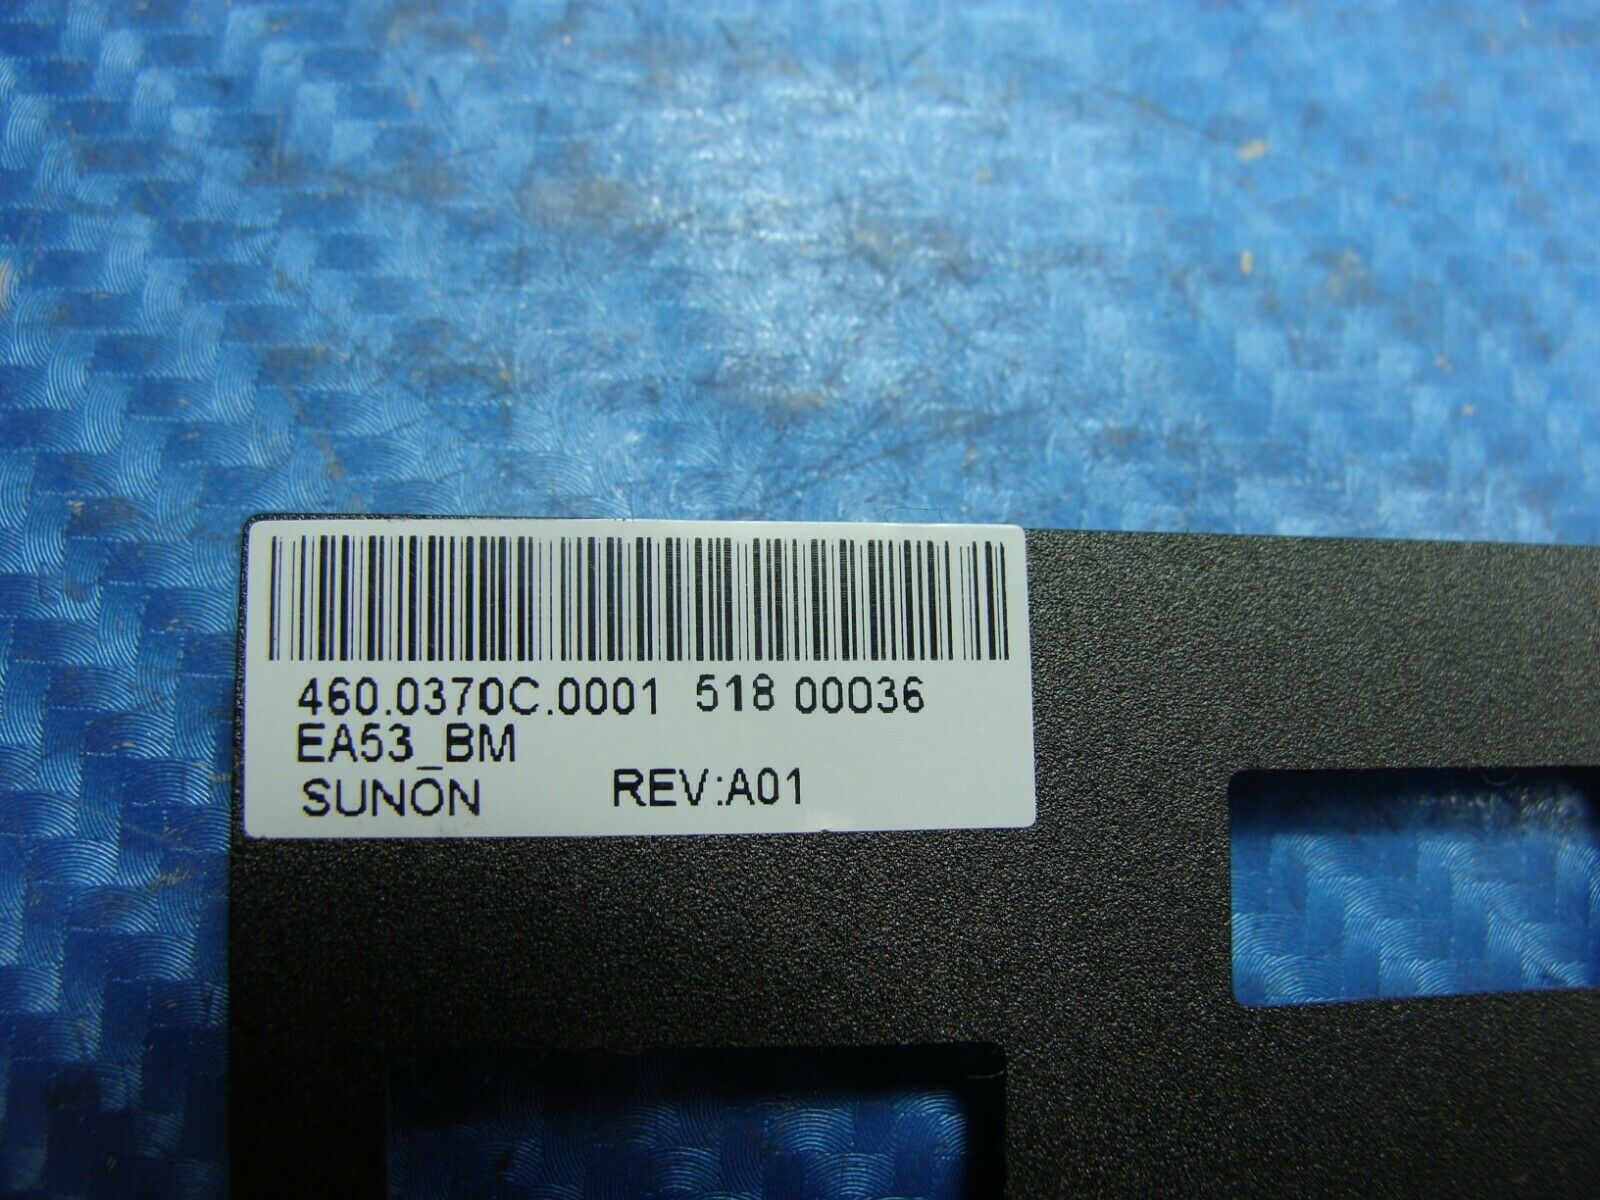 460.0370C.0001 518 00036
EA53_BM
SUNON REV:A01